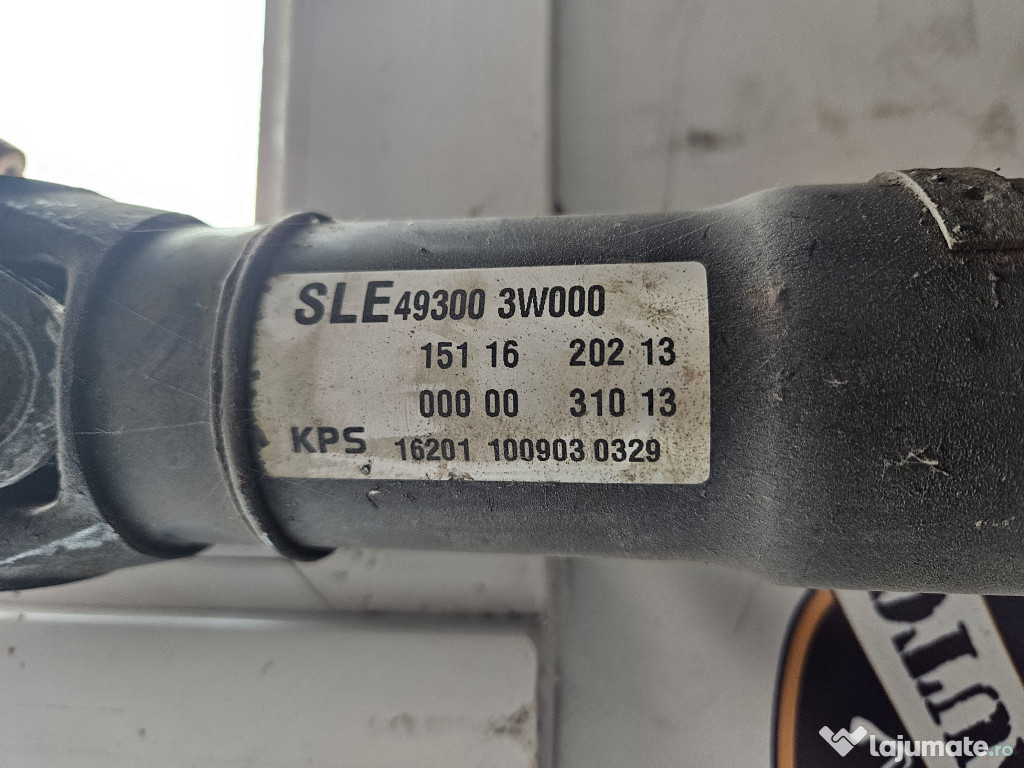 SLE 49300 3W000
151 16 202 13
000 00 310 13
KPS 16201 100903 0329
lajumate.ro